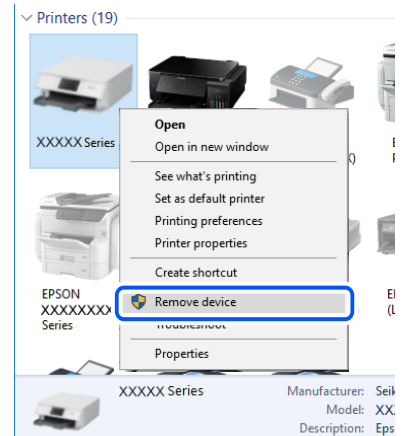 Printers (19)
XXXXX Series
Open
Open in new window
See what's printing
Set as default printer
Printing preferences
Printer properties
Create shortcut
Remove device
Troubleshoot
Properties
EPSON
XXXXXXXX
Series
XXXXX Series
Manufacturer:
Model:
Description: